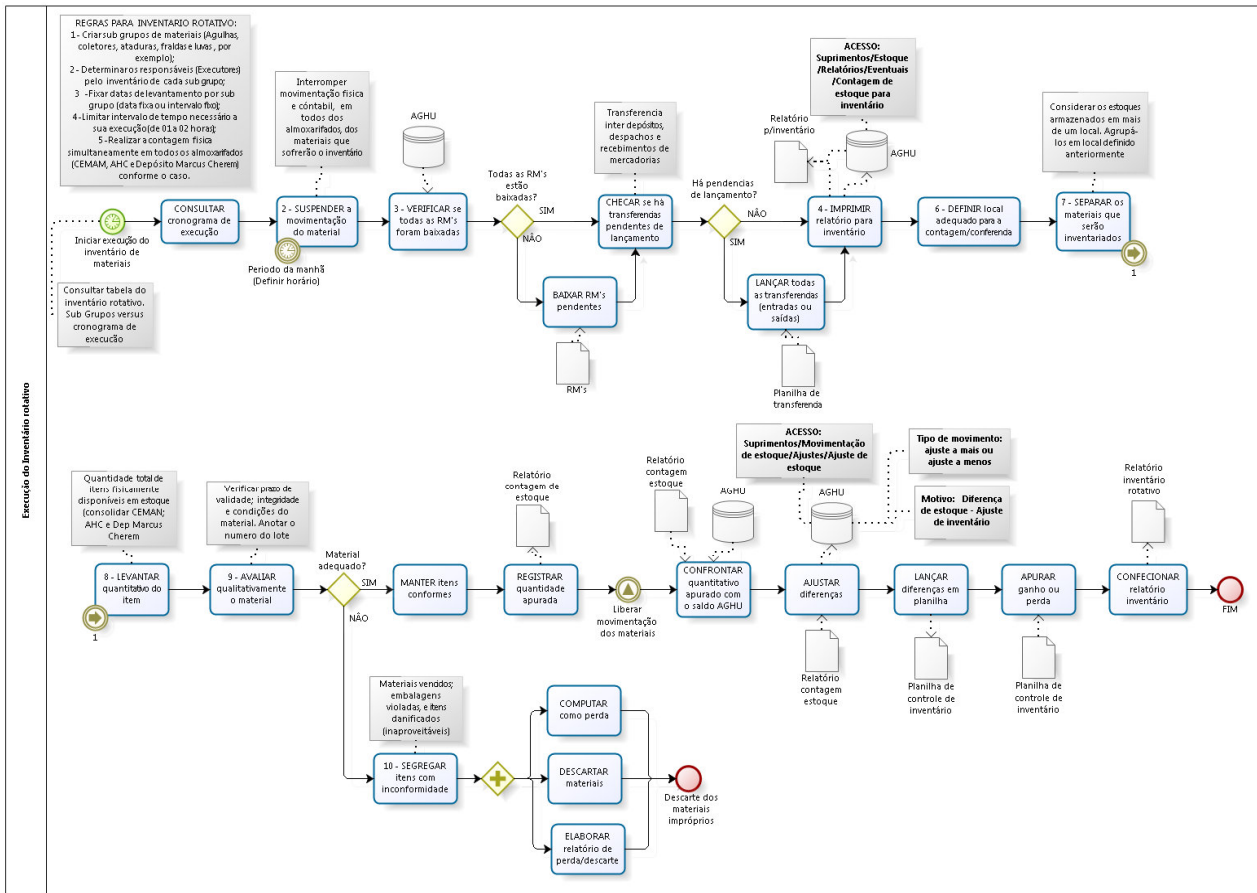 REGRAS PARA INVENTARIO ROTATIVO:
1- Criar sub grupos de materiais (Agulhas,
coletores, ataduras, fraldas e luvas , por
exemplo);
2 - Determinar os responsáveis (Executores)
pelo inventário de cada sub grupo;
3 -Fixar datas de levantamento por sub
grupo (data fixa ou intervalo fixo);
4-Limitar intervalo de tempo necessário a
sua execução(de 01 a 02 horas);
5 - Realizar a contagem física
simultaneamente em todos os almoxarifados
(CEMAM, AHC e Depósito Marcus Cherem)
conforme o caso.
Iniciar execução do
inventário de
materiais
Consultar tabela do
inventário rotativo.
Sub Grupos versus
cronograma de
execução
CONSULTAR
cronograma de
execução
Interromper
movimentação física
e cóntabil, em
todos dos
almoxarifados, dos
materiais que
sofrerão o inventário
2 - SUSPENDER a
movimentação
do material
Periodo da manhã
(Definir horário)
AGHU
3 - VERIFICAR se
todas as RM's
foram baixadas
Todas as RM's
estão
baixadas?
SIM
NÃO
BAIXAR RM's
pendentes
RM's
Transferencia
inter depósitos,
despachos e
recebimentos de
mercadorias
CHECAR se há
transferências
pendentes de
lançamento
Há pendencias de
lançamento?
NÃO
SIM
LANÇAR todas
as transferencias
(entradas ou
saídas)
Planilha de
transferencia
ACESSO:
Suprimentos/Estoque
/Relatórios/Eventuais
/Contagem de
estoque para
inventário
Relatório
p/inventário
AGHU
4 - IMPRIMIR
relatório para
inventário
6 - DEFINIR local
adequado para a
contagem/conferencia
Considerar os estoques
armazenados em mais
de um local. Agrupá-
los em local definido
anteriormente
7 - SEPARAR os
materiais que
serão
inventariados
1
Execução do Inventário rotativo
Quantidade total de
itens fisicamente
disponíveis em estoque
(consolidar CEMAN;
AHC e Dep Marcus
Cherem
8 - LEVANTAR
quantitativo do
item
1
Verificar prazo de
validade; integridade
e condições do
material. Anotar o
numero do lote
9 - AVALIAR
qualitativamente
o material
Material
adequado?
SIM
NÃO
MANTER itens
conformes
Relatório
contagem de
estoque
REGISTRAR
quantidade
apurada
Liberar
movimentação
dos materiais
Relatório
contagem
estoque
AGHU
CONFRONTAR
quantitativo
apurado com
o saldo AGHU
ACESSO:
Suprimentos/Movimentação
de estoque/Ajustes/Ajuste de
estoque
AGHU
AJUSTAR
diferenças
Relatório
contagem
estoque
Tipo de movimento:
ajuste a mais ou
ajuste a menos
Motivo: Diferença
de estoque - Ajuste
de inventário
LANÇAR
diferenças em
planilha
Planilha de
controle de
inventário
APURAR
ganho ou
perda
Planilha de
controle de
inventário
Relatório
inventário
rotativo
CONFECIONAR
relatório
inventário
FIM
Materiais vencidos;
embalagens
violadas, e itens
danificados
(inaproveitáveis)
10 - SEGREGAR
itens com
inconformidade
COMPUTAR
como perda
DESCARTAR
materiais
ELABORAR
relatório de
perda/descarte
Descarte dos
materiais
impróprios